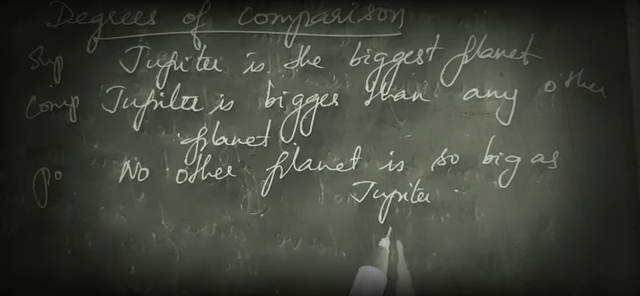 Degrees of comparison
Sup Jupiter is the biggest planet
Comp Jupiter is bigger than any other
planet.
po No other planet is so big as
Jupiter.